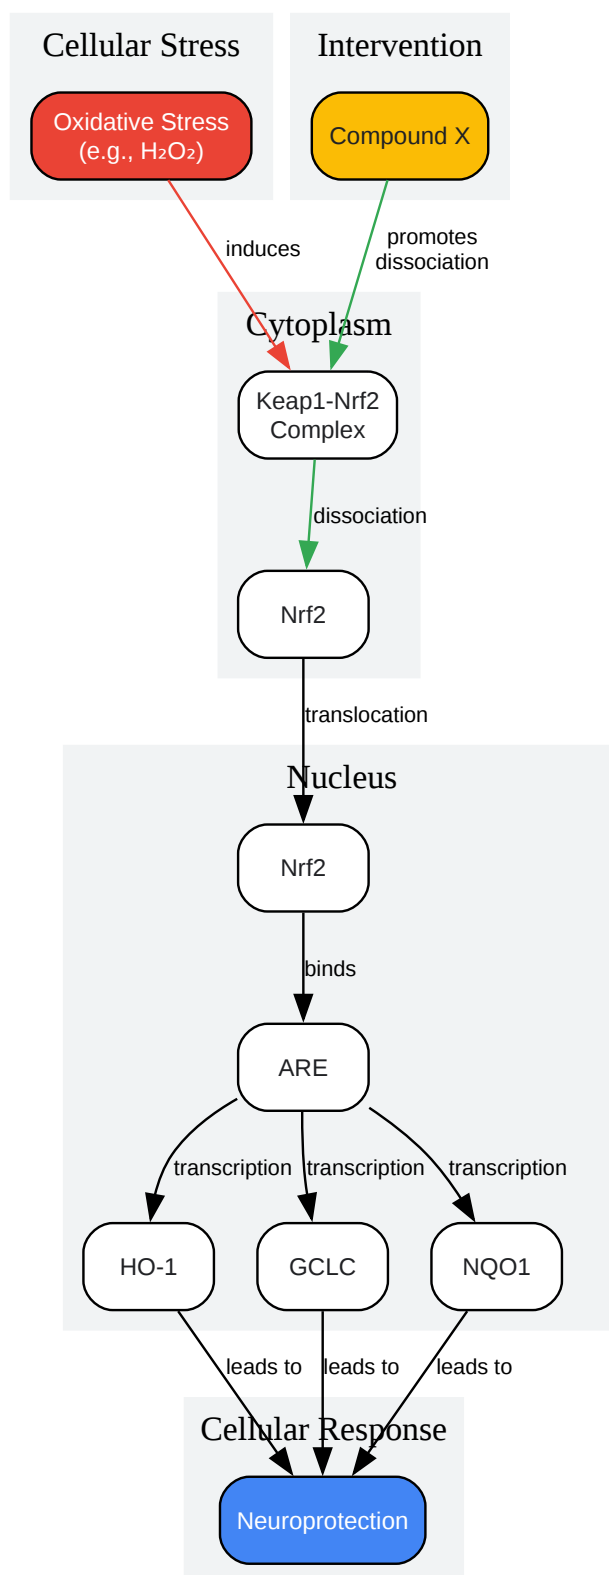 Cellular Stress
Intervention
Oxidative Stress
(e.g., H₂O₂)
Compound X
induces
promotes
dissociation
Cytoplasm
Keap1-Nrf2
Complex
dissociation
Nrf2
translocation
Nucleus
Nrf2
binds
ARE
transcription
transcription
transcription
HO-1
GCLC
NQO1
leads to
leads to
leads to
Cellular Response
Neuroprotection